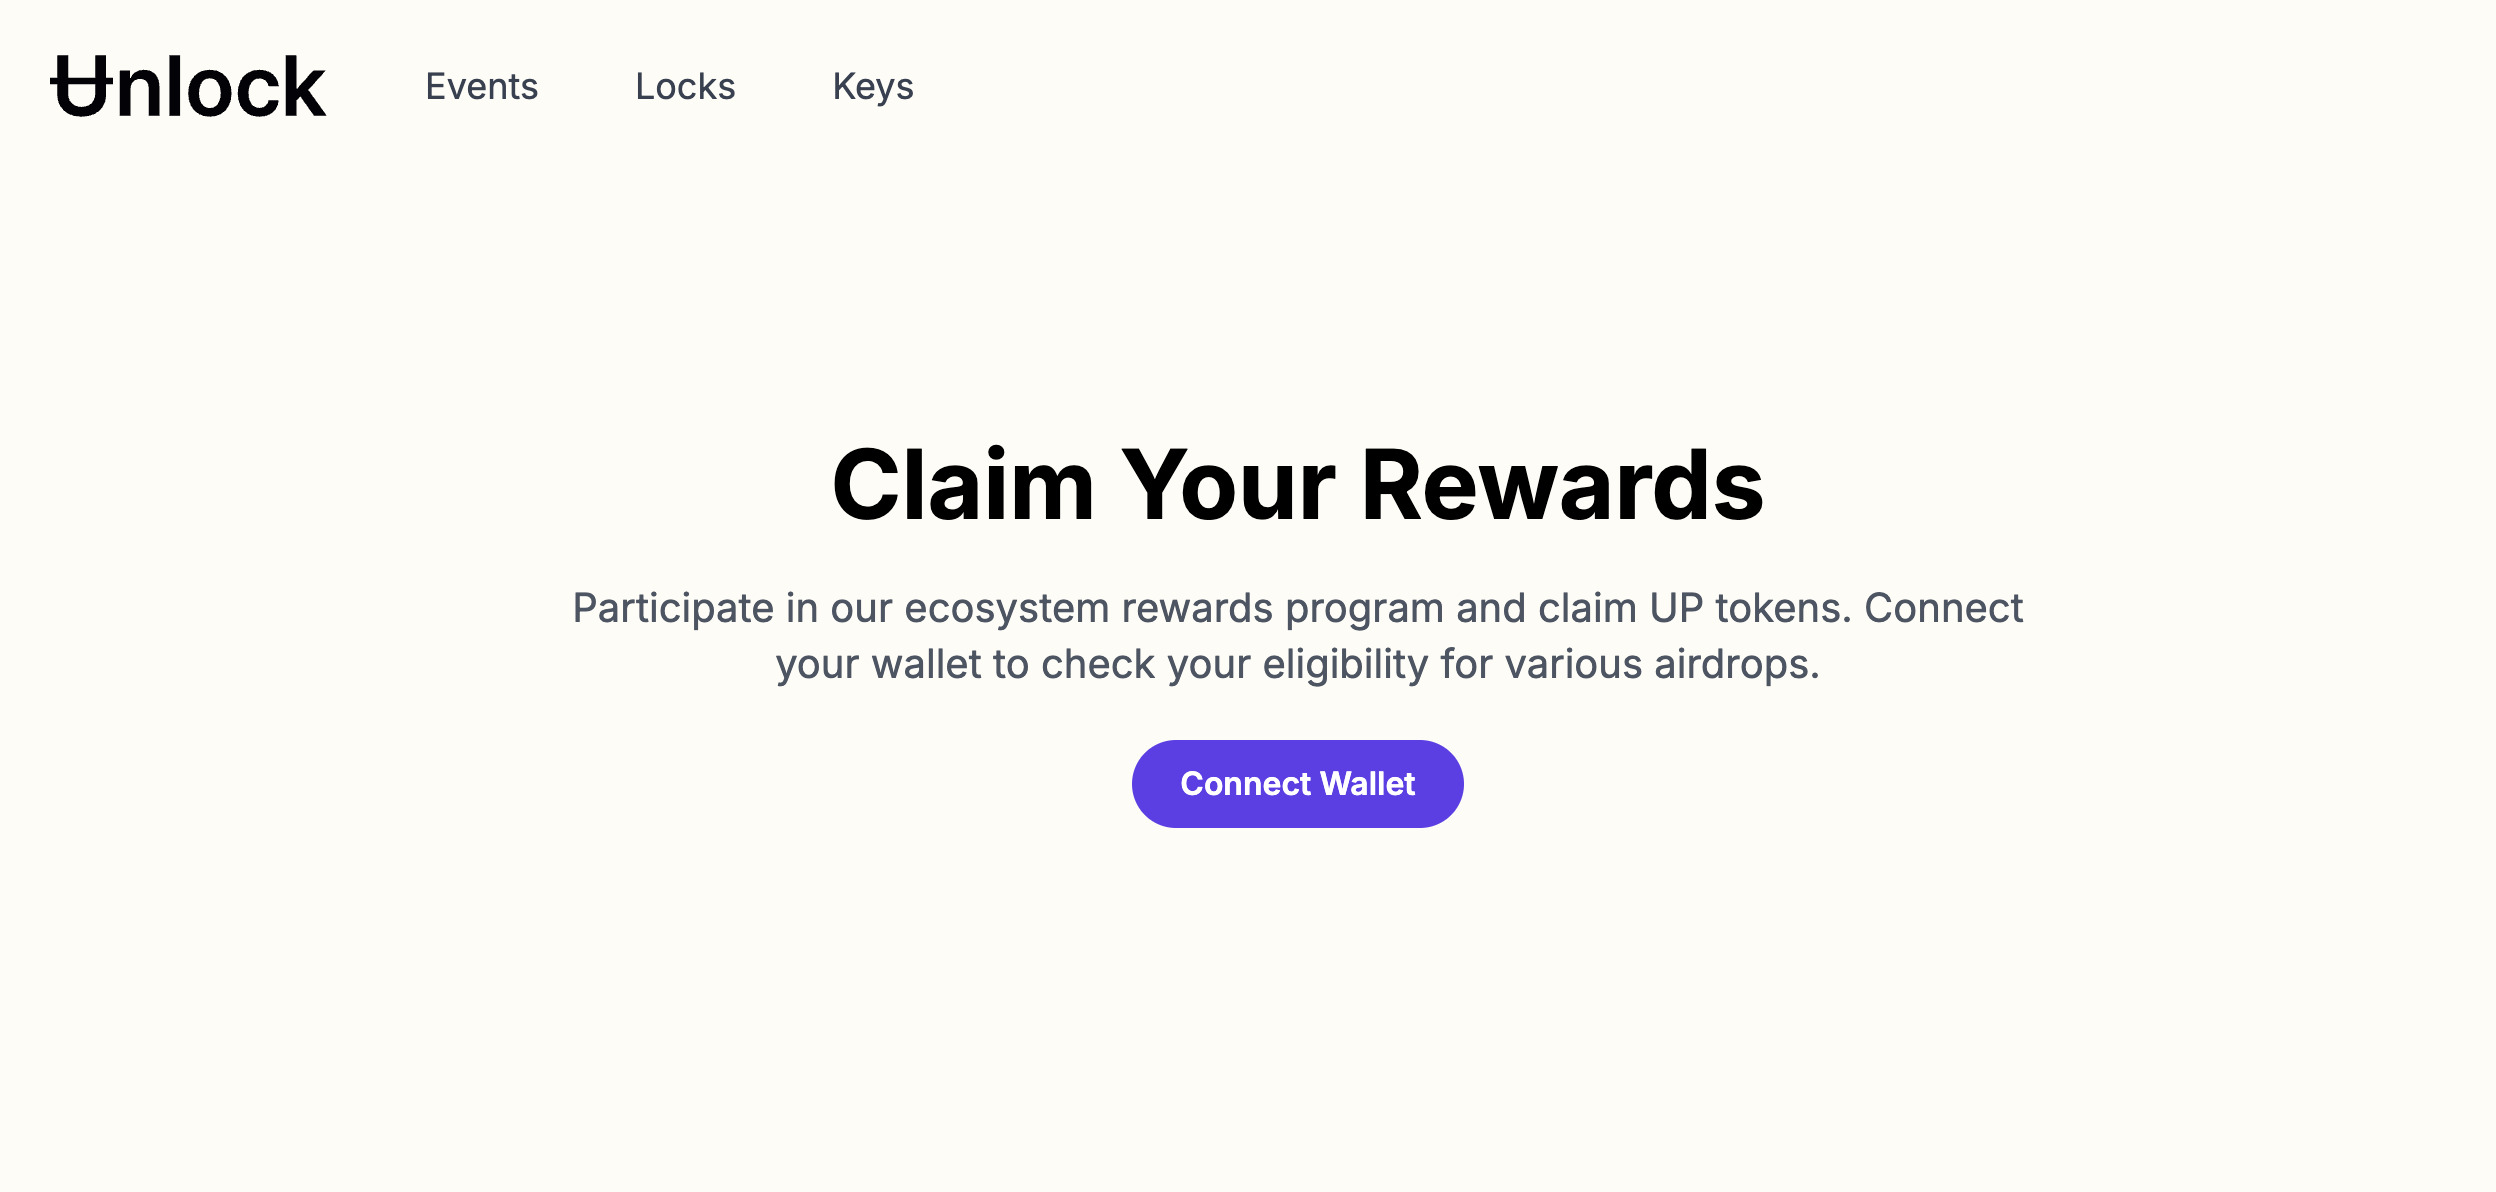 Unlock
Events
Locks
Keys
Claim Your Rewards
Participate in our ecosystem rewards program and claim UP tokens. Connect
your wallet to check your eligibility for various airdrops.
Connect Wallet